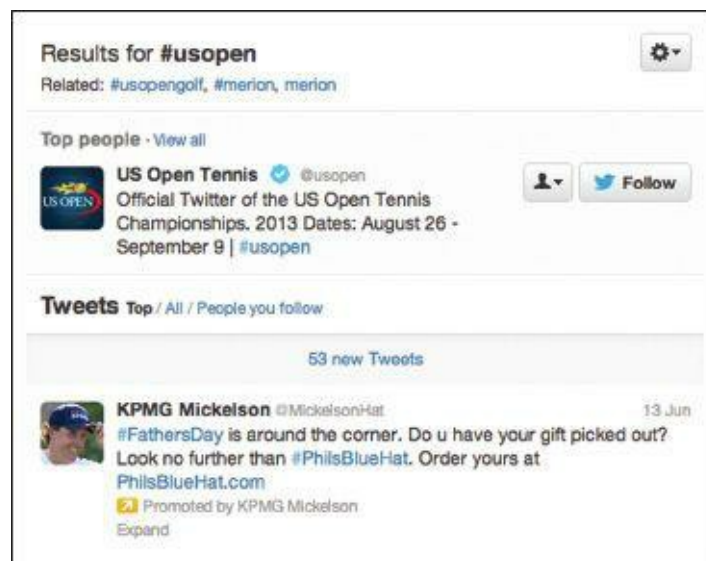 Results for #usopen
Related: #usopengolf, #merion, merion
Top people · View all
US OPEN
US Open Tennis @usopen
Official Twitter of the US Open Tennis
Championships. 2013 Dates: August 26 -
September 9 | #usopen
Follow
Tweets Top / All / People you follow
53 new Tweets
KPMG Mickelson @MickelsonHat 13 Jun
#FathersDay is around the corner. Do u have your gift picked out?
Look no further than #PhilsBlueHat. Order yours at
PhilsBlueHat.com
Promoted by KPMG Mickelson
Expand